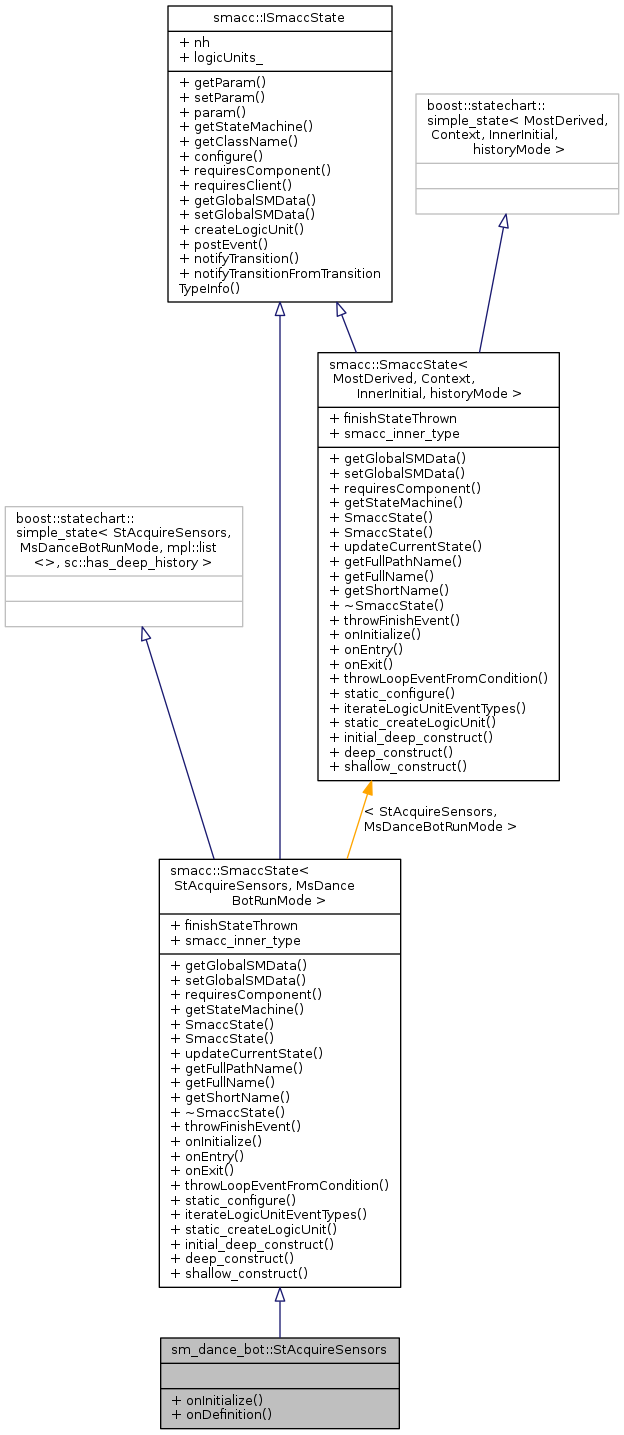 smacc::ISmaccState
+ nh
+ logicUnits_
+ getParam()
+ setParam()
+ param()
+ getStateMachine()
+ getClassName()
+ configure()
+ requiresComponent()
+ requiresClient()
+ getGlobalSMData()
+ setGlobalSMData()
+ createLogicUnit()
+ postEvent()
+ notifyTransition()
+ notifyTransitionFromTransition
TypeInfo()
boost::statechart::
simple_state< MostDerived,
Context, InnerInitial,
historyMode >
smacc::SmaccState<
MostDerived, Context,
InnerInitial, historyMode >
+ finishStateThrown
+ smacc_inner_type
+ getGlobalSMData()
+ setGlobalSMData()
+ requiresComponent()
+ getStateMachine()
+ SmaccState()
+ SmaccState()
+ updateCurrentState()
+ getFullPathName()
+ getFullName()
+ getShortName()
+ ~SmaccState()
+ throwFinishEvent()
+ onInitialize()
+ onEntry()
+ onExit()
+ throwLoopEventFromCondition()
+ static_configure()
+ iterateLogicUnitEventTypes()
+ static_createLogicUnit()
+ initial_deep_construct()
+ deep_construct()
+ shallow_construct()
boost::statechart::
simple_state< StAcquireSensors,
MsDanceBotRunMode, mpl::list
<>, sc::has_deep_history >
< StAcquireSensors,
MsDanceBotRunMode >
smacc::SmaccState<
StAcquireSensors, MsDance
BotRunMode >
+ finishStateThrown
+ smacc_inner_type
+ getGlobalSMData()
+ setGlobalSMData()
+ requiresComponent()
+ getStateMachine()
+ SmaccState()
+ SmaccState()
+ updateCurrentState()
+ getFullPathName()
+ getFullName()
+ getShortName()
+ ~SmaccState()
+ throwFinishEvent()
+ onInitialize()
+ onEntry()
+ onExit()
+ throwLoopEventFromCondition()
+ static_configure()
+ iterateLogicUnitEventTypes()
+ static_createLogicUnit()
+ initial_deep_construct()
+ deep_construct()
+ shallow_construct()
sm_dance_bot::StAcquireSensors
+ onInitialize()
+ onDefinition()